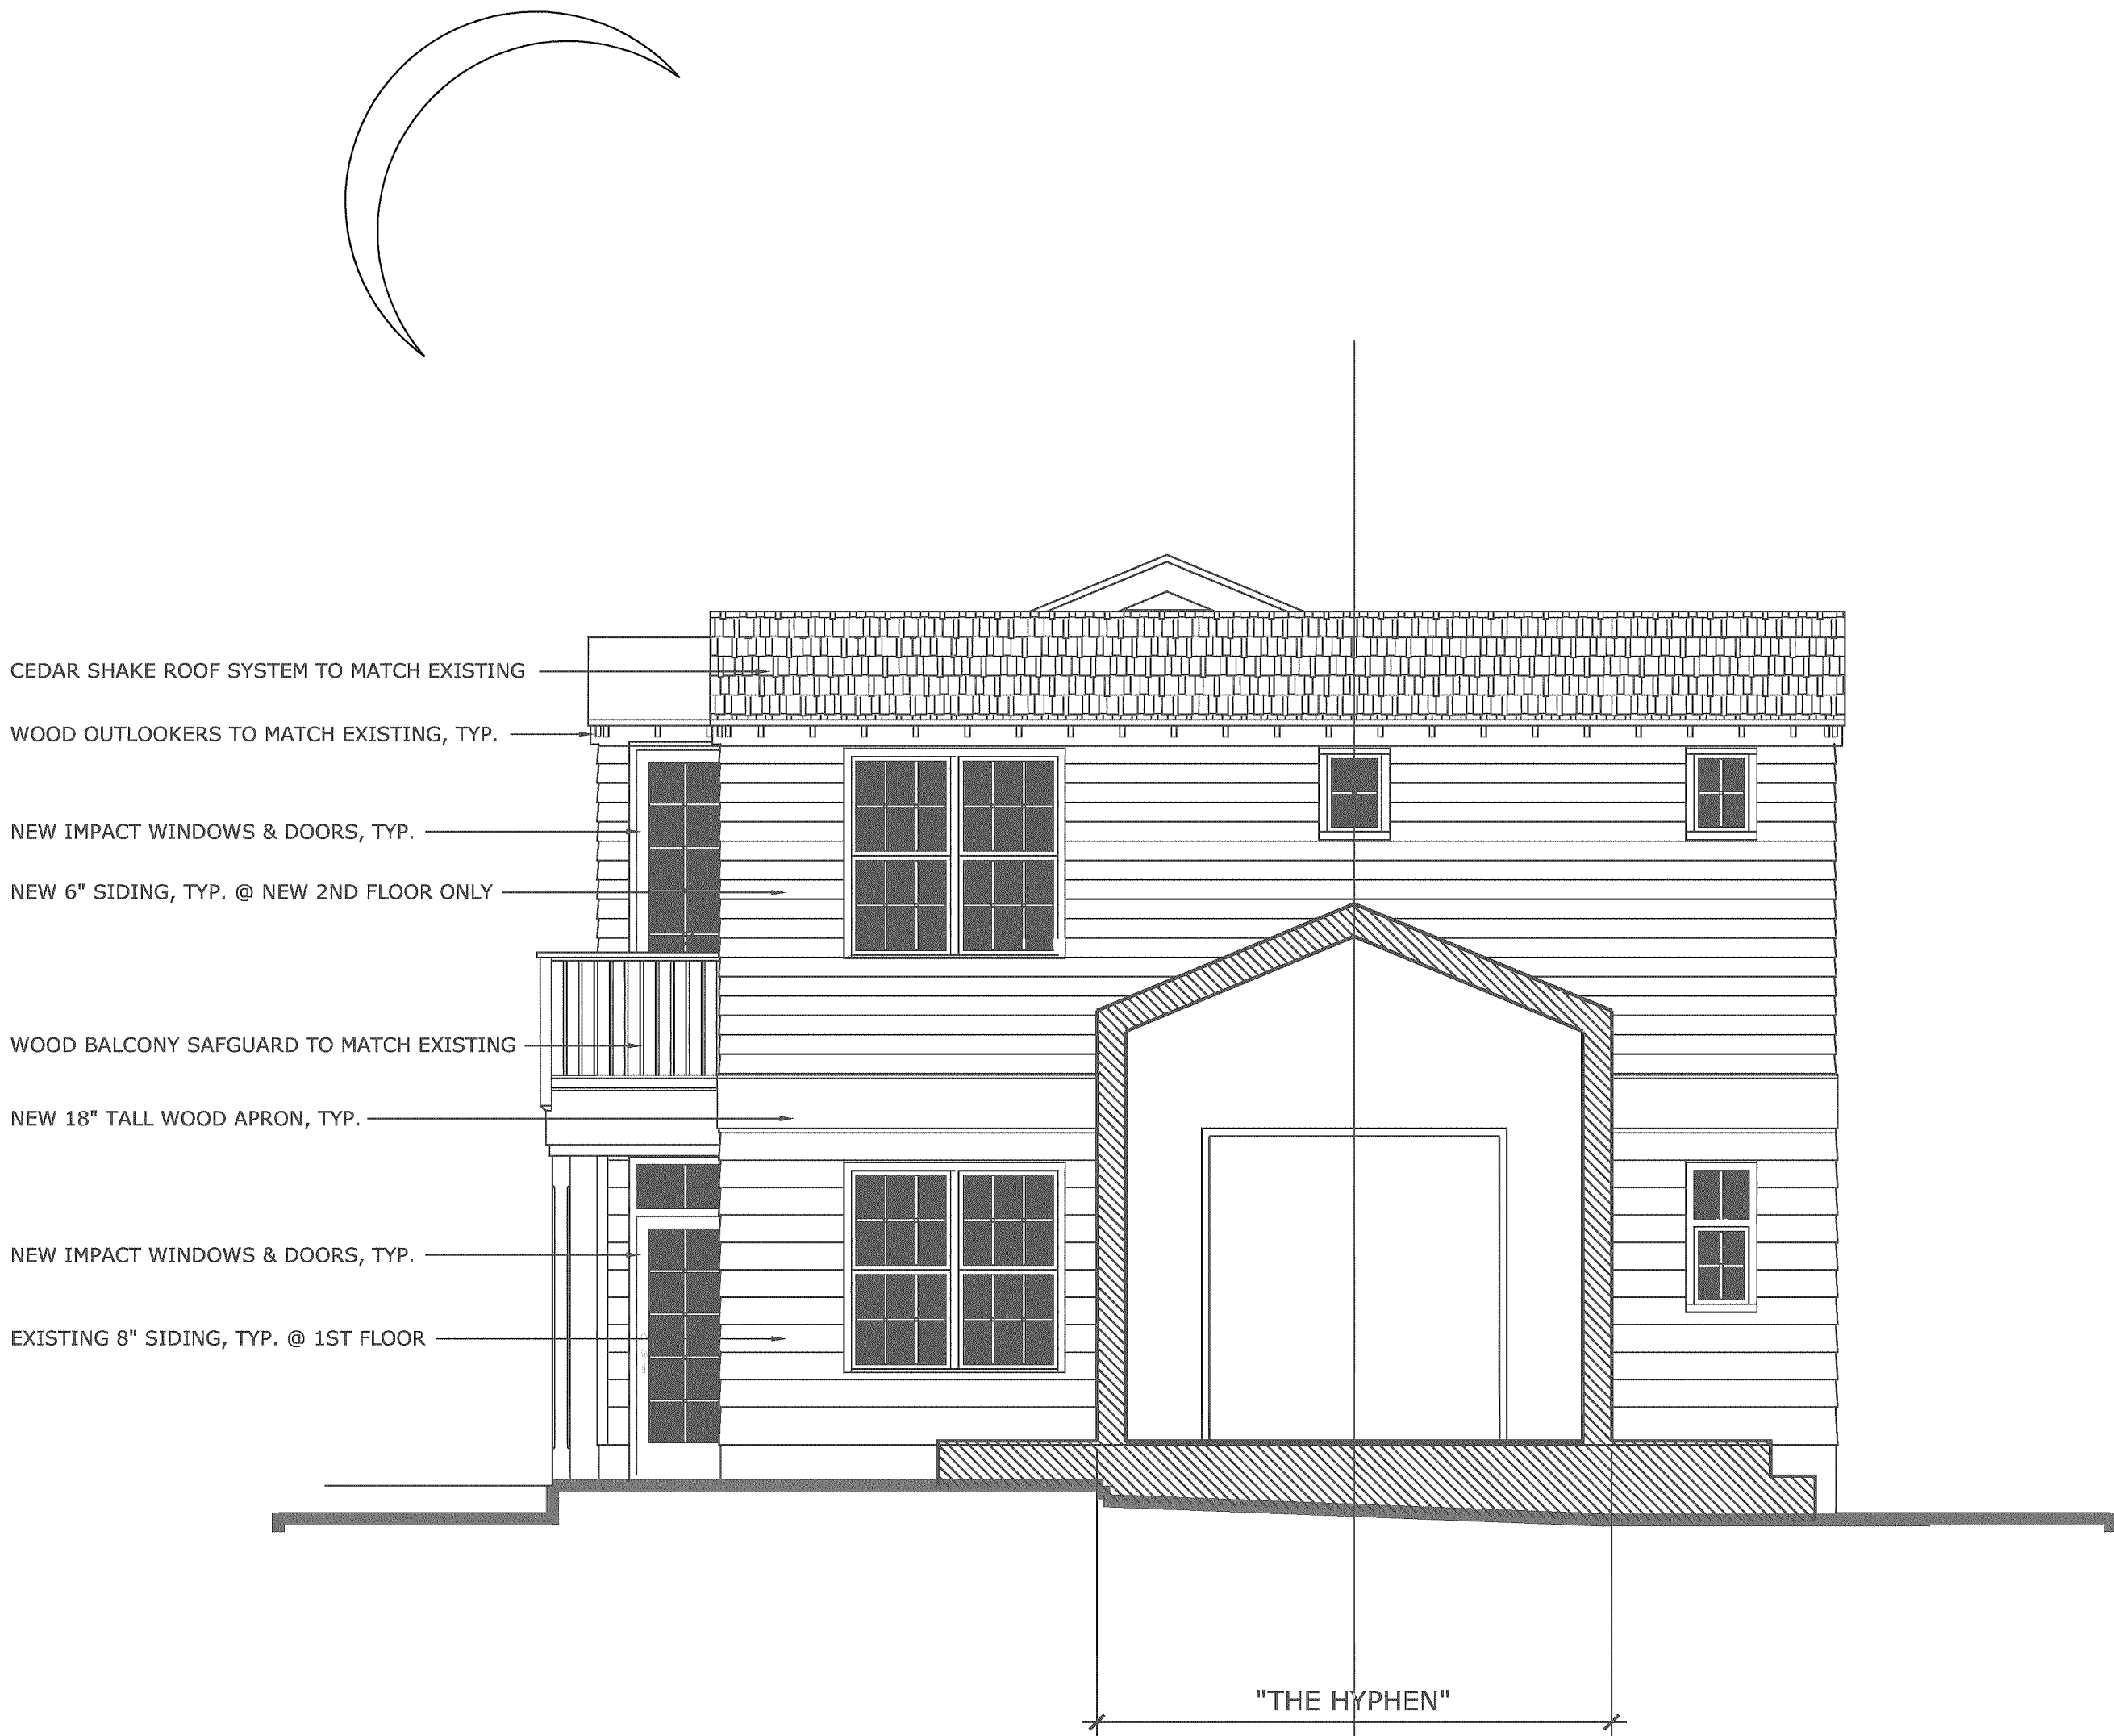 CEDAR SHAKE ROOF SYSTEM TO MATCH EXISTING
WOOD OUTLOOKERS TO MATCH EXISTING, TYP.
NEW IMPACT WINDOWS & DOORS, TYP.
NEW 6" SIDING, TYP. @ NEW 2ND FLOOR ONLY
WOOD BALCONY SAFGUARD TO MATCH EXISTING
NEW 18" TALL WOOD APRON, TYP.
NEW IMPACT WINDOWS & DOORS, TYP.
EXISTING 8" SIDING, TYP. @ 1ST FLOOR
"THE HYPHEN"